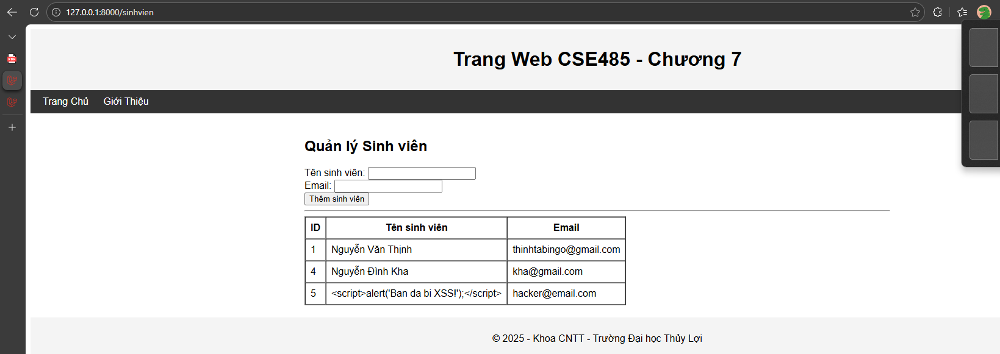 127.0.0.1:8000/sinhvien
PDF
Trang Web CSE485 - Chương 7
Trang Chủ Giới Thiệu
Quản lý Sinh viên
Tên sinh viên:
Email:
Thêm sinh viên
ID Tên sinh viên Email
1 Nguyễn Văn Thịnh thinhtabingo@gmail.com
4 Nguyễn Đình Kha kha@gmail.com
5 <script>alert('Ban da bi XSS!');</script> hacker@email.com
© 2025 - Khoa CNTT - Trường Đại học Thủy Lợi